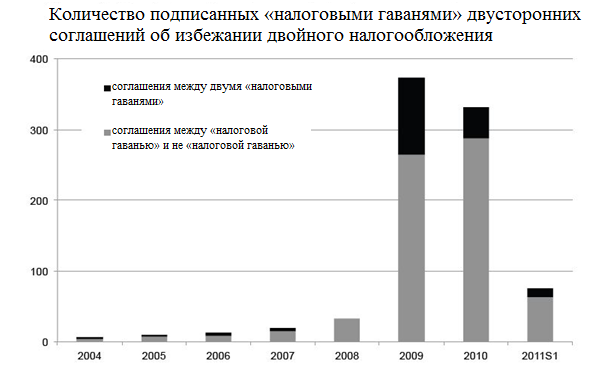 Количество подписанных «налоговыми гаванями» двусторонних
соглашений об избежании двойного налогообложения
400
соглашения между двумя «налоговыми
гаванями»
300
соглашения между «налоговой
гаванью» и не «налоговой гаванью»
200
100
0
2004 2005 2006 2007 2008 2009 2010 2011S1